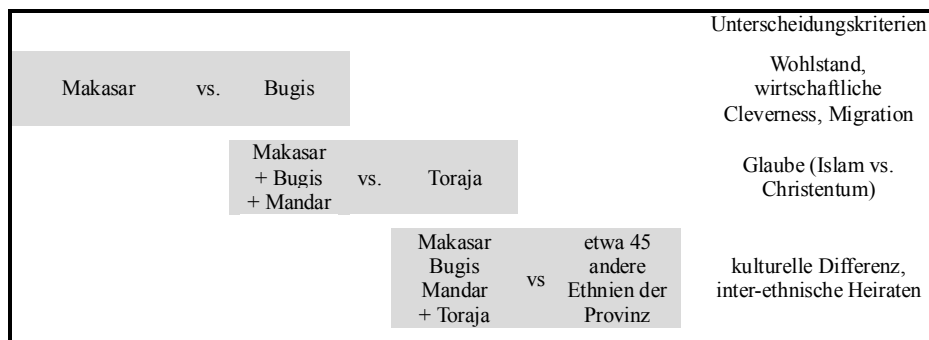 Unterscheidungskriterien
Makasar vs. Bugis
Wohlstand,
wirtschaftliche
Cleverness, Migration
Makasar
+ Bugis
+ Mandar
vs.
Toraja
Glaube (Islam vs.
Christentum)
Makasar
Bugis
Mandar
+ Toraja
vs
etwa 45
andere
Ethnien der
Provinz
kulturelle Differenz,
inter-ethnische Heiraten